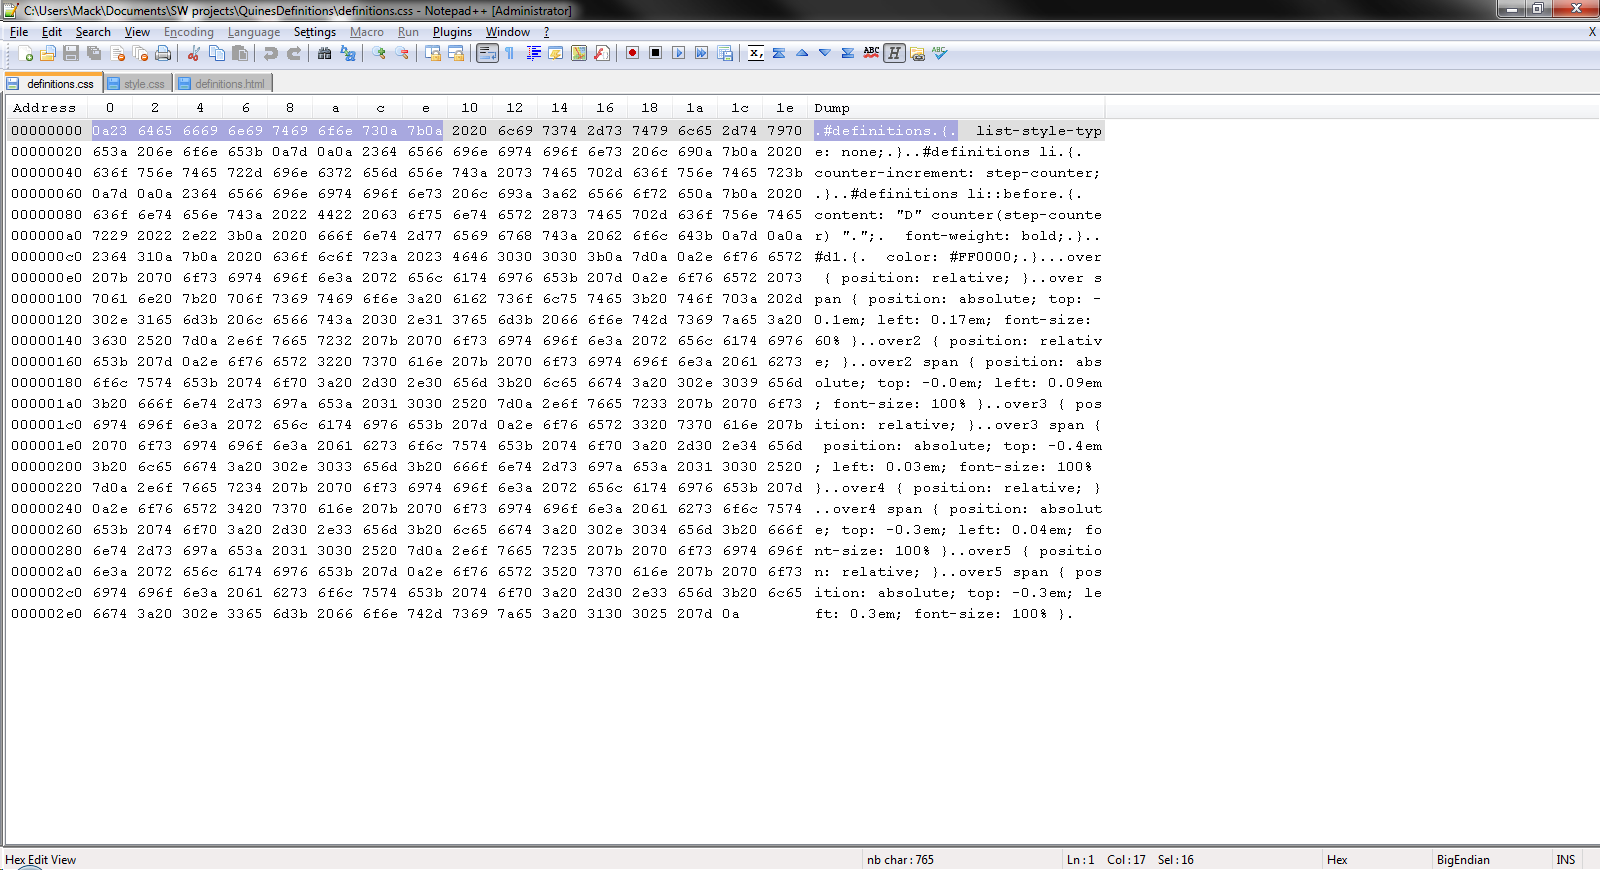 C:\Users\Mack\Documents\SW projects\QuinesDefinitions\definitions.css - Notepad++ [Administrator]
File Edit Search View Encoding Language Settings Macro Run Plugins Window ? X
definitions.css style.css definitions.html
Address 0 2 4 6 8 a c e 10 12 14 16 18 1a 1c 1e Dump
00000000 0a23 6465 6669 6e69 7469 6f6e 730a 7b0a 2020 6c69 7374 2d73 7479 6c65 2d74 7970 .#definitions.{.  list-style-typ
00000020 653a 206e 6f6e 653b 0a7d 0a0a 2364 6566 696e 6974 696f 6e73 206c 690a 7b0a 2020 e: none;.}..#definitions li.{.
00000040 636f 756e 7465 722d 696e 6372 656d 656e 743a 2073 7465 702d 636f 756e 7465 723b counter-increment: step-counter;
00000060 0a7d 0a0a 2364 6566 696e 6974 696f 6e73 206c 693a 3a62 6566 6f72 650a 7b0a 2020 .}..#definitions li::before.{.
00000080 636f 6e74 656e 743a 2022 4422 2063 6f75 6e74 6572 2873 7465 702d 636f 756e 7465 content: "D" counter(step-counte
000000a0 7229 2022 2e22 3b0a 2020 666f 6e74 2d77 6569 6768 743a 2062 6f6c 643b 0a7d 0a0a r) ".";.  font-weight: bold;.}..
000000c0 2364 310a 7b0a 2020 636f 6c6f 723a 2023 4646 3030 3030 3b0a 7d0a 0a2e 6f76 6572 #d1.{.  color: #FF0000;.}...over
000000e0 207b 2070 6f73 6974 696f 6e3a 2072 656c 6174 6976 653b 207d 0a2e 6f76 6572 2073 { position: relative; }..over s
00000100 7061 6e20 7b20 706f 7369 7469 6f6e 3a20 6162 736f 6c75 7465 3b20 746f 703a 202d pan { position: absolute; top: -
00000120 302e 3165 6d3b 206c 6566 743a 2030 2e31 3765 6d3b 2066 6f6e 742d 7369 7a65 3a20 0.1em; left: 0.17em; font-size:
00000140 3630 2520 7d0a 2e6f 7665 7232 207b 2070 6f73 6974 696f 6e3a 2072 656c 6174 6976 60% }..over2 { position: relativ
00000160 653b 207d 0a2e 6f76 6572 3220 7370 616e 207b 2070 6f73 6974 696f 6e3a 2061 6273 e; }..over2 span { position: abs
00000180 6f6c 7574 653b 2074 6f70 3a20 2d30 2e30 656d 3b20 6c65 6674 3a20 302e 3039 656d olute; top: -0.0em; left: 0.09em
000001a0 3b20 666f 6e74 2d73 697a 653a 2031 3030 2520 7d0a 2e6f 7665 7233 207b 2070 6f73 ; font-size: 100% }..over3 { pos
000001c0 6974 696f 6e3a 2072 656c 6174 6976 653b 207d 0a2e 6f76 6572 3320 7370 616e 207b ition: relative; }..over3 span {
000001e0 2070 6f73 6974 696f 6e3a 2061 6273 6f6c 7574 653b 2074 6f70 3a20 2d30 2e34 656d position: absolute; top: -0.4em
00000200 3b20 6c65 6674 3a20 302e 3033 656d 3b20 666f 6e74 2d73 697a 653a 2031 3030 2520 ; left: 0.03em; font-size: 100%
00000220 7d0a 2e6f 7665 7234 207b 2070 6f73 6974 696f 6e3a 2072 656c 6174 6976 653b 207d }..over4 { position: relative; }
00000240 0a2e 6f76 6572 3420 7370 616e 207b 2070 6f73 6974 696f 6e3a 2061 6273 6f6c 7574 ..over4 span { position: absolut
00000260 653b 2074 6f70 3a20 2d30 2e33 656d 3b20 6c65 6674 3a20 302e 3034 656d 3b20 666f e; top: -0.3em; left: 0.04em; fo
00000280 6e74 2d73 697a 653a 2031 3030 2520 7d0a 2e6f 7665 7235 207b 2070 6f73 6974 696f nt-size: 100% }..over5 { positio
000002a0 6e3a 2072 656c 6174 6976 653b 207d 0a2e 6f76 6572 3520 7370 616e 207b 2070 6f73 n: relative; }..over5 span { pos
000002c0 6974 696f 6e3a 2061 6273 6f6c 7574 653b 2074 6f70 3a20 2d30 2e33 656d 3b20 6c65 ition: absolute; top: -0.3em; le
000002e0 6674 3a20 302e 3365 6d3b 2066 6f6e 742d 7369 7a65 3a20 3130 3025 207d 0a ft: 0.3em; font-size: 100% }.
Hex Edit View nb char : 765 Ln : 1 Col : 17 Sel : 16 Hex BigEndian INS